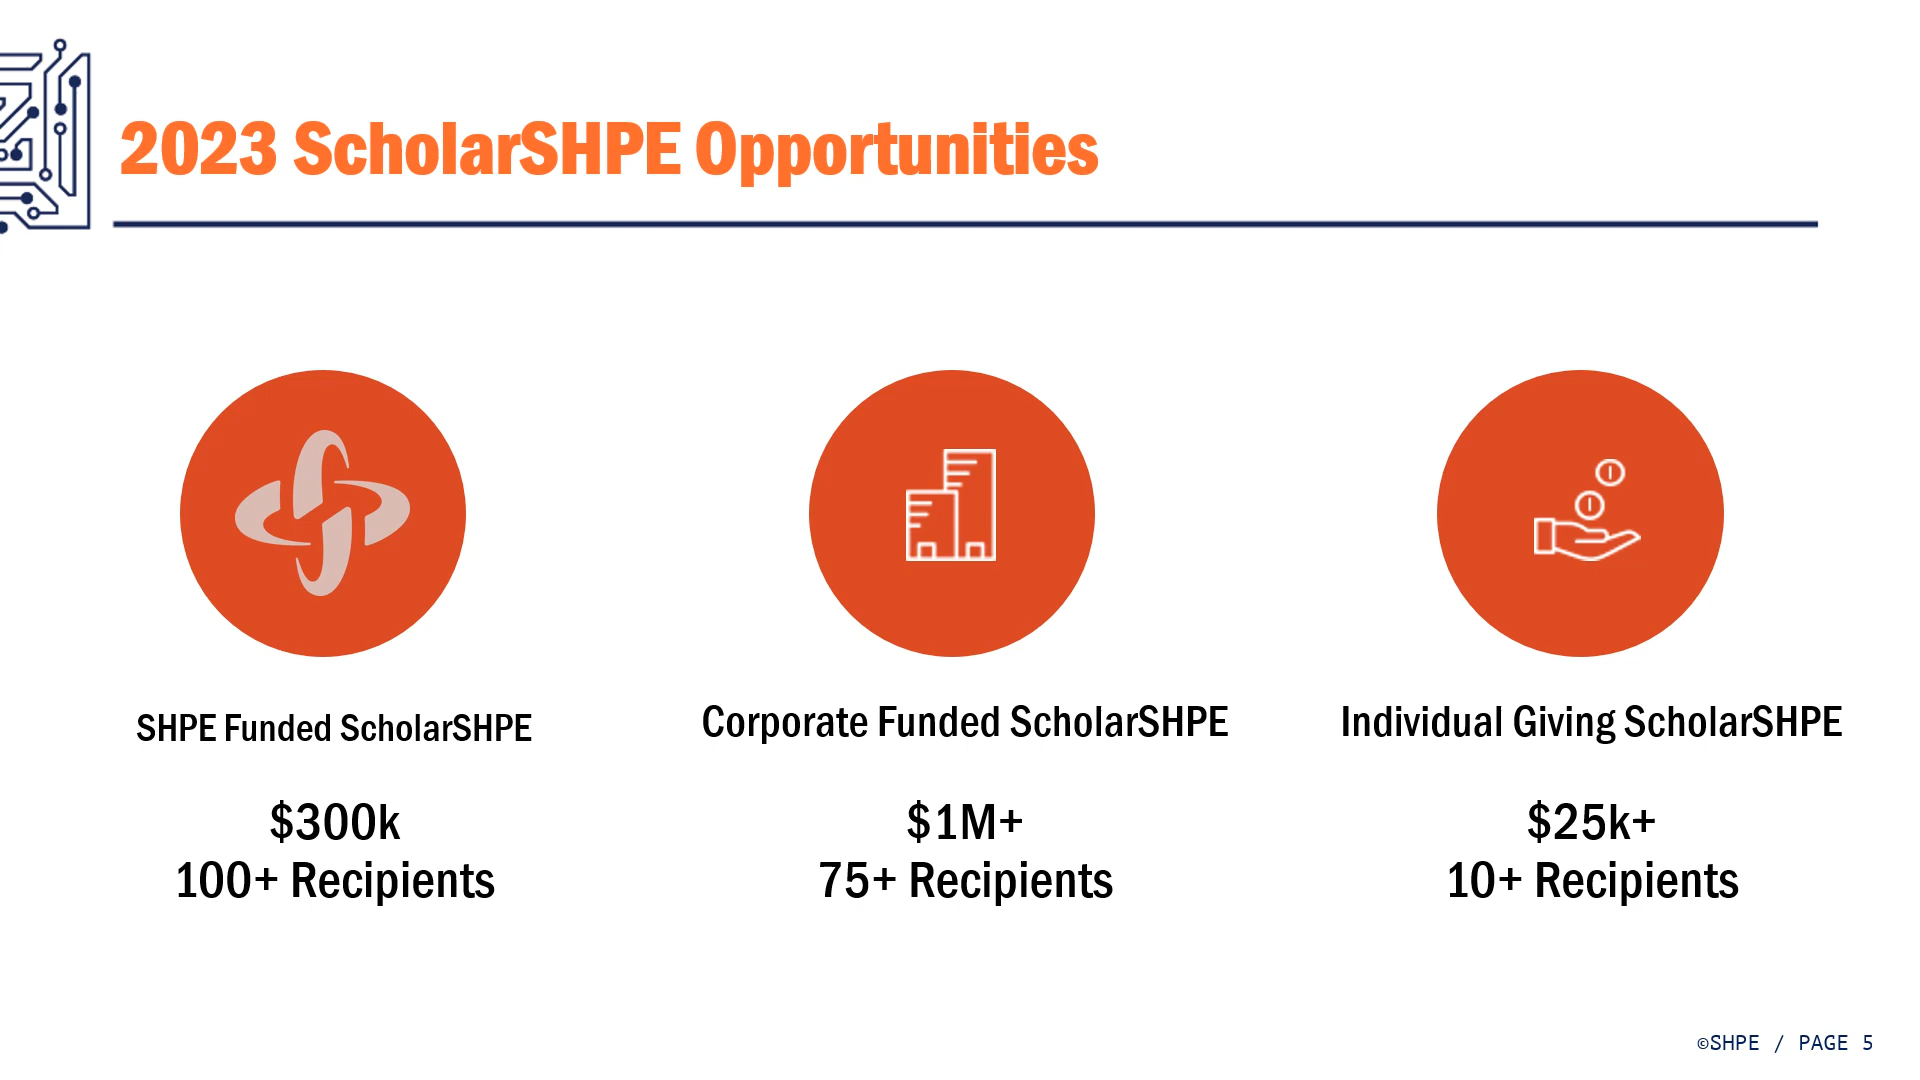 2023 ScholarSHPE Opportunities
SHPE Funded ScholarSHPE
$300k
100+ Recipients
Corporate Funded ScholarSHPE
$1M+
75+ Recipients
Individual Giving ScholarSHPE
$25k+
10+ Recipients
©SHPE / PAGE 5